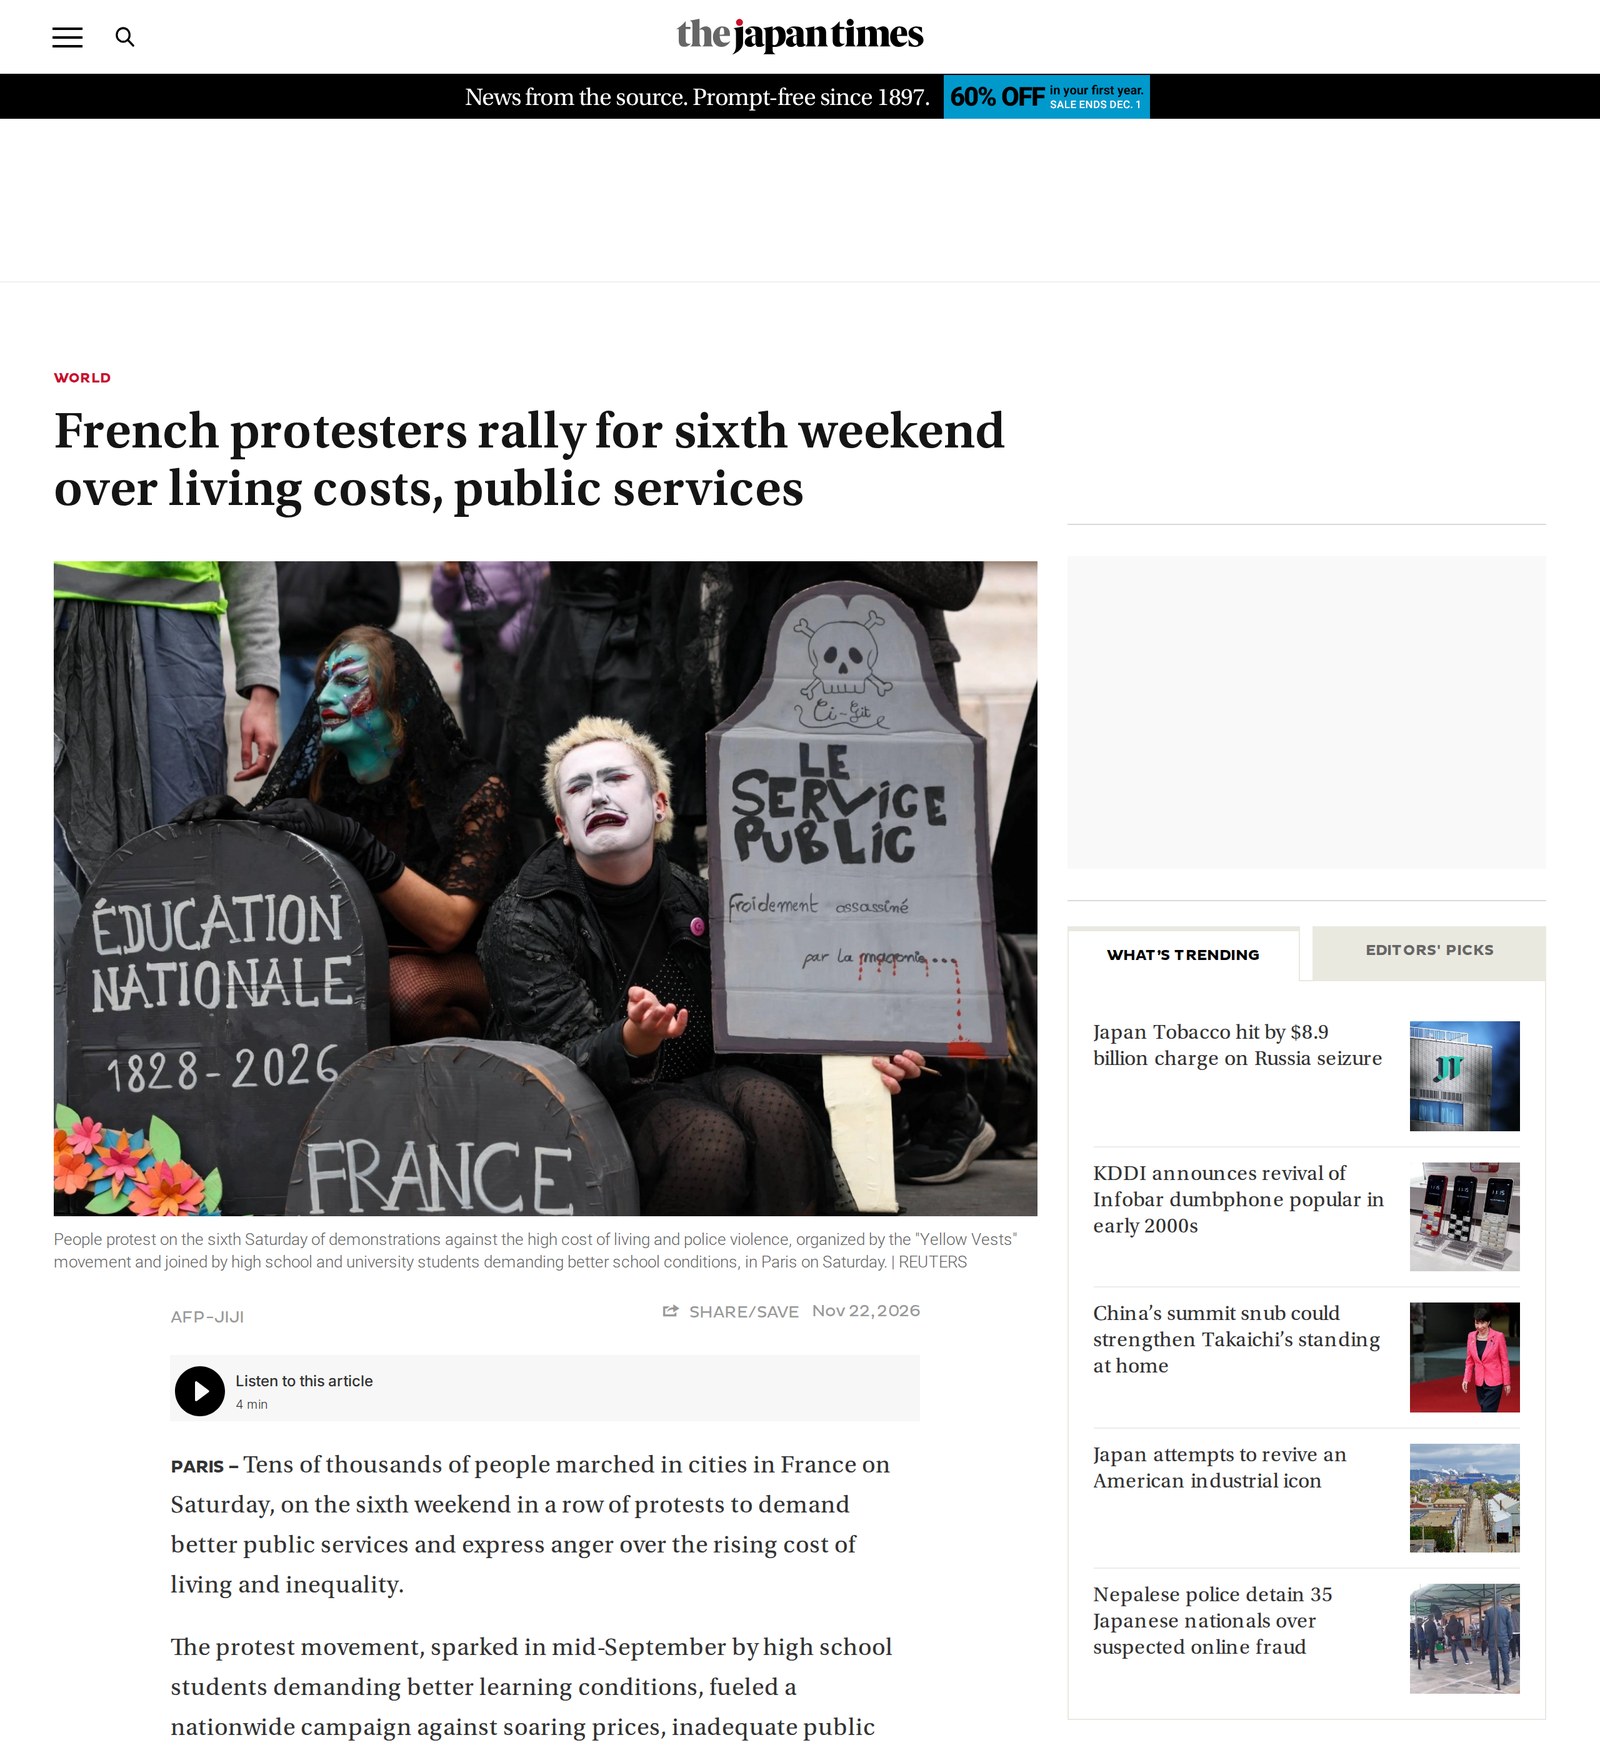 the japan times
News from the source. Prompt-free since 1897.
60% OFF in your first year.
SALE ENDS DEC. 1
WORLD
French protesters rally for sixth weekend
over living costs, public services
Ci-Gît
LE
SERVICE
PUBLIC
froidement assassiné
par la macronie...
ÉDUCATION
NATIONALE
1828-2026
FRANCE
People protest on the sixth Saturday of demonstrations against the high cost of living and police violence, organized by the "Yellow Vests"
movement and joined by high school and university students demanding better school conditions, in Paris on Saturday. | REUTERS
AFP-JIJI
SHARE/SAVE Nov 22, 2026
Listen to this article
4 min
PARIS – Tens of thousands of people marched in cities in France on
Saturday, on the sixth weekend in a row of protests to demand
better public services and express anger over the rising cost of
living and inequality.
The protest movement, sparked in mid-September by high school
students demanding better learning conditions, fueled a
nationwide campaign against soaring prices, inadequate public
WHAT'S TRENDING
EDITORS' PICKS
Japan Tobacco hit by $8.9
billion charge on Russia seizure
JT
KDDI announces revival of
Infobar dumbphone popular in
early 2000s
China's summit snub could
strengthen Takaichi's standing
at home
Japan attempts to revive an
American industrial icon
Nepalese police detain 35
Japanese nationals over
suspected online fraud